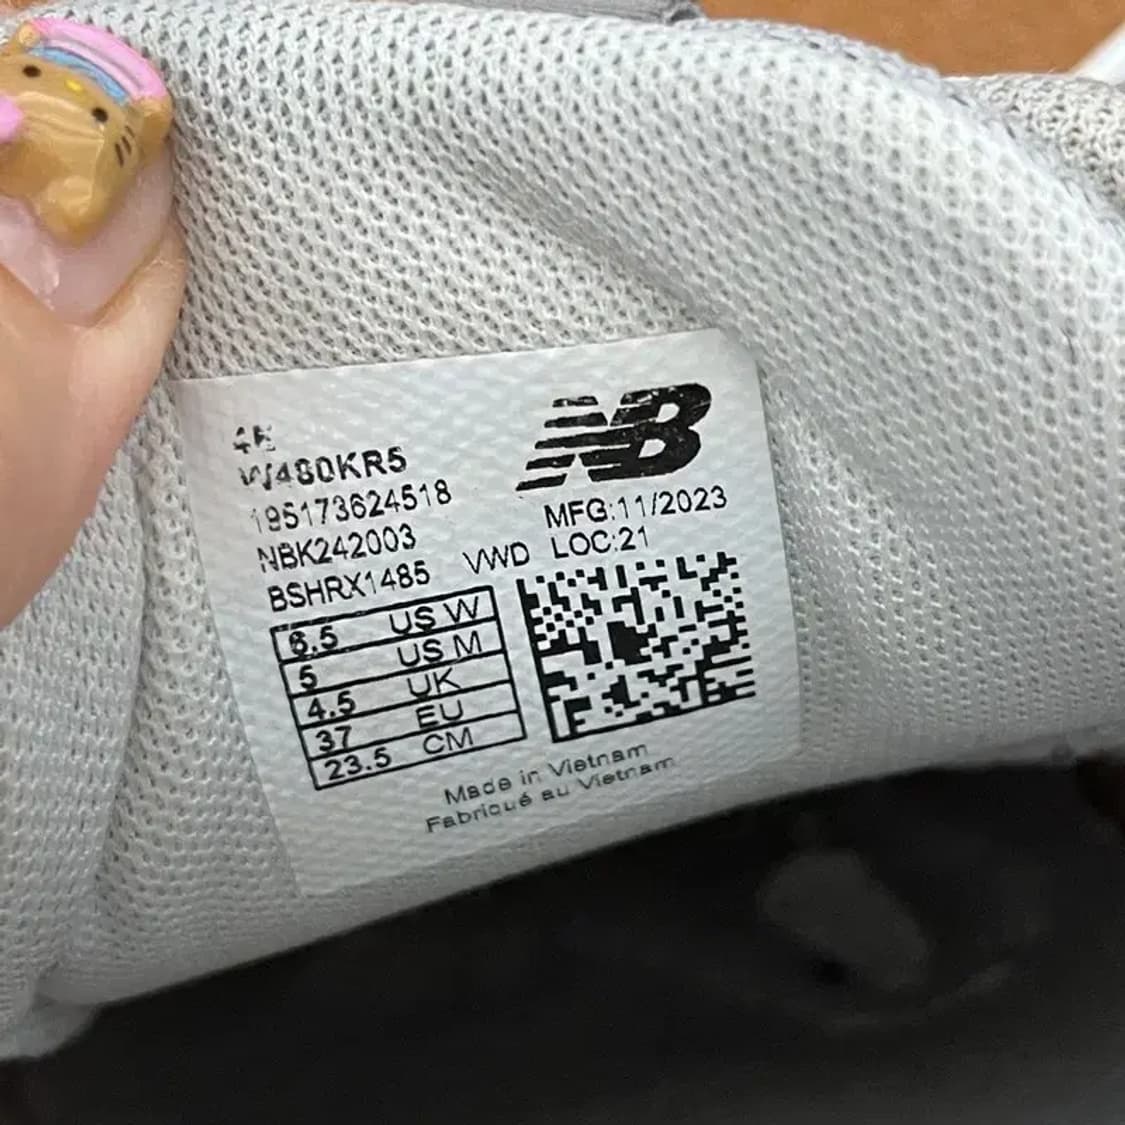 4E
W480KR5
195173624518
NBK242003
BSHRX1485
VWD
NB
MFG:11/2023
LOC:21
6.5 US W
5 US M
4.5 UK
37 EU
23.5 CM
Made in Vietnam
Fabriqué au Vietnam